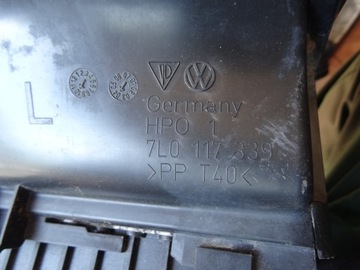 L
Germany
HPO 1
7L0 117 339
>PP T40<